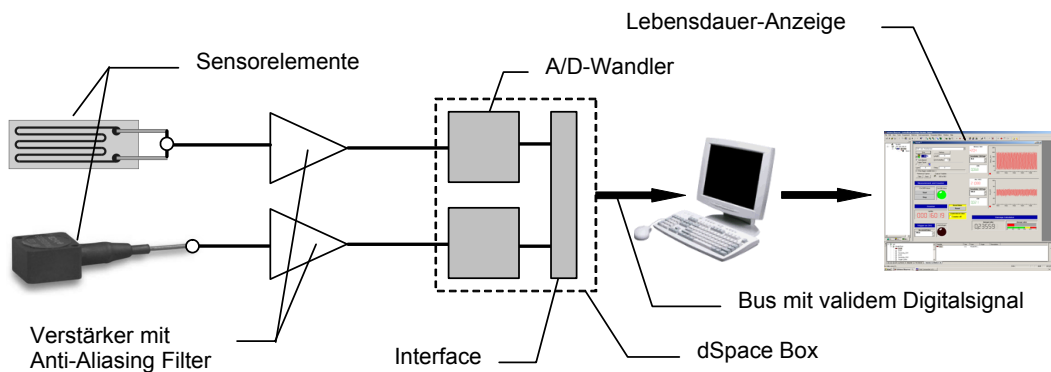 Lebensdauer-Anzeige
Sensorelemente
A/D-Wandler
Bus mit validem Digitalsignal
Verstärker mit
Anti-Aliasing Filter
Interface
dSpace Box